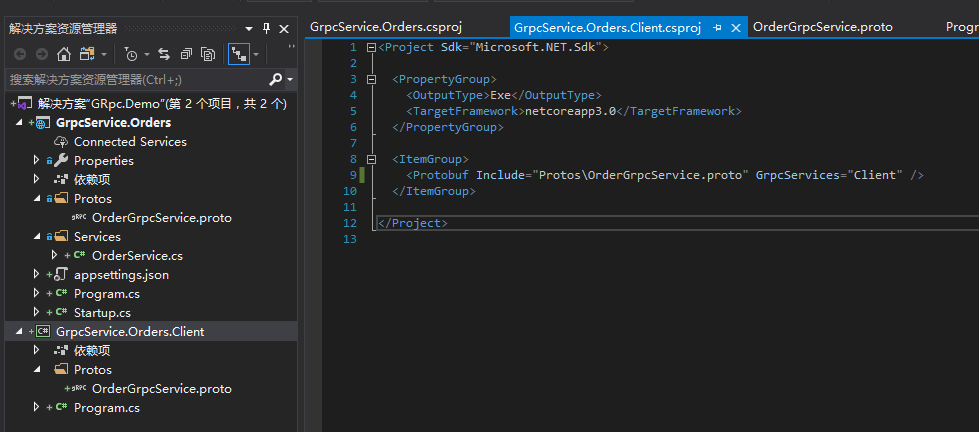 解决方案资源管理器
搜索解决方案资源管理器(Ctrl+;)
解决方案"GRpc.Demo"(第 2 个项目，共 2 个)
GrpcService.Orders
Connected Services
Properties
依赖项
Protos
gRPC OrderGrpcService.proto
Services
C# OrderService.cs
appsettings.json
C# Program.cs
C# Startup.cs
C# GrpcService.Orders.Client
依赖项
Protos
gRPC OrderGrpcService.proto
C# Program.cs
GrpcService.Orders.csproj
GrpcService.Orders.Client.csproj
OrderGrpcService.proto
Progr
1 <Project Sdk="Microsoft.NET.Sdk">
2
3 <PropertyGroup>
4 <OutputType>Exe</OutputType>
5 <TargetFramework>netcoreapp3.0</TargetFramework>
6 </PropertyGroup>
7
8 <ItemGroup>
9 <Protobuf Include="Protos\OrderGrpcService.proto" GrpcServices="Client" />
10 </ItemGroup>
11
12 </Project>
13